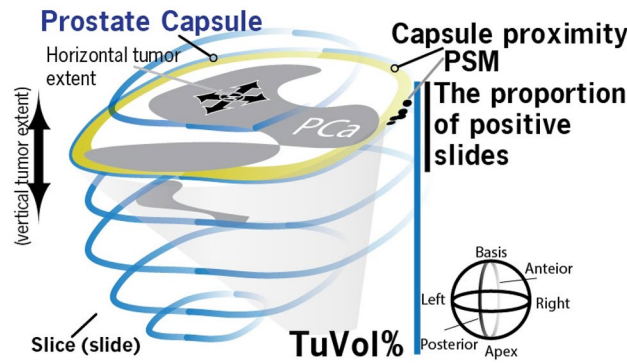 Prostate Capsule
Horizontal tumor
extent
Capsule proximity
PSM
The proportion
of positive
slides
PCa
(vertical tumor extent)
Basis
Anteior
Left
Right
Posterior
Apex
Slice (slide)
TuVol%